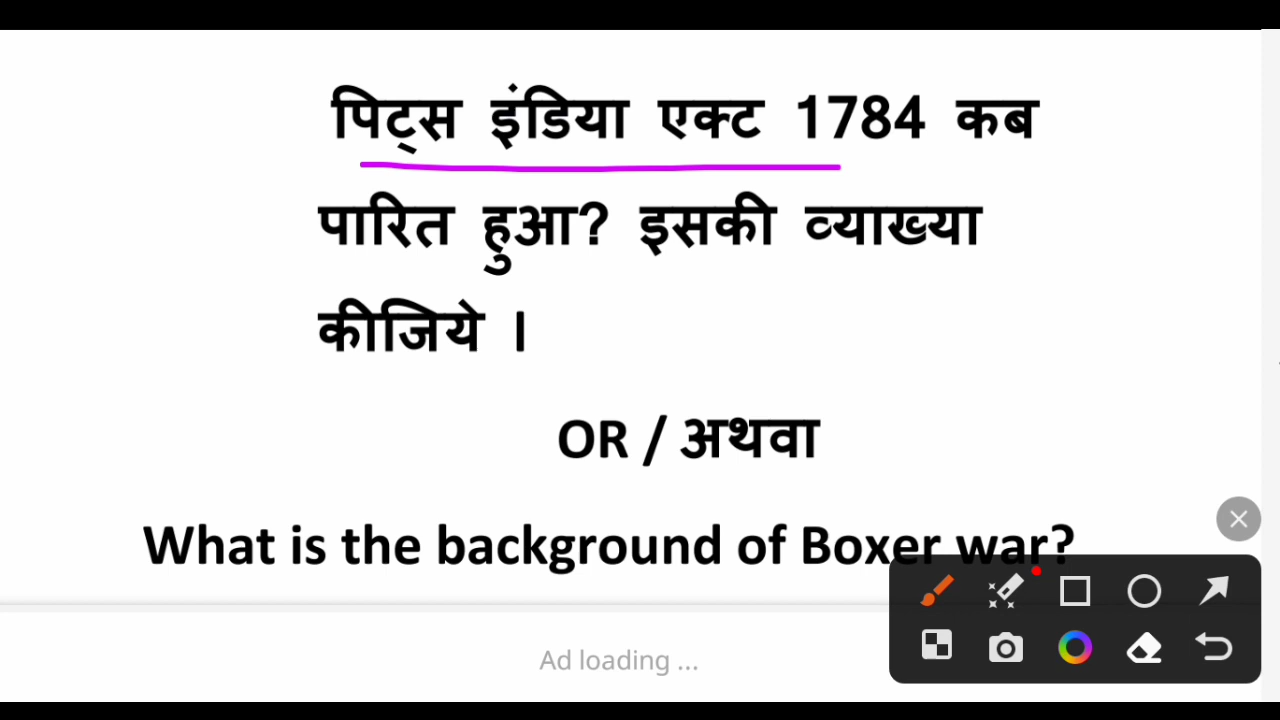 पिट्स इंडिया एक्ट 1784 कब
पारित हुआ? इसकी व्याख्या
कीजिये ।
OR / अथवा
What is the background of Boxer war?
Ad loading ...